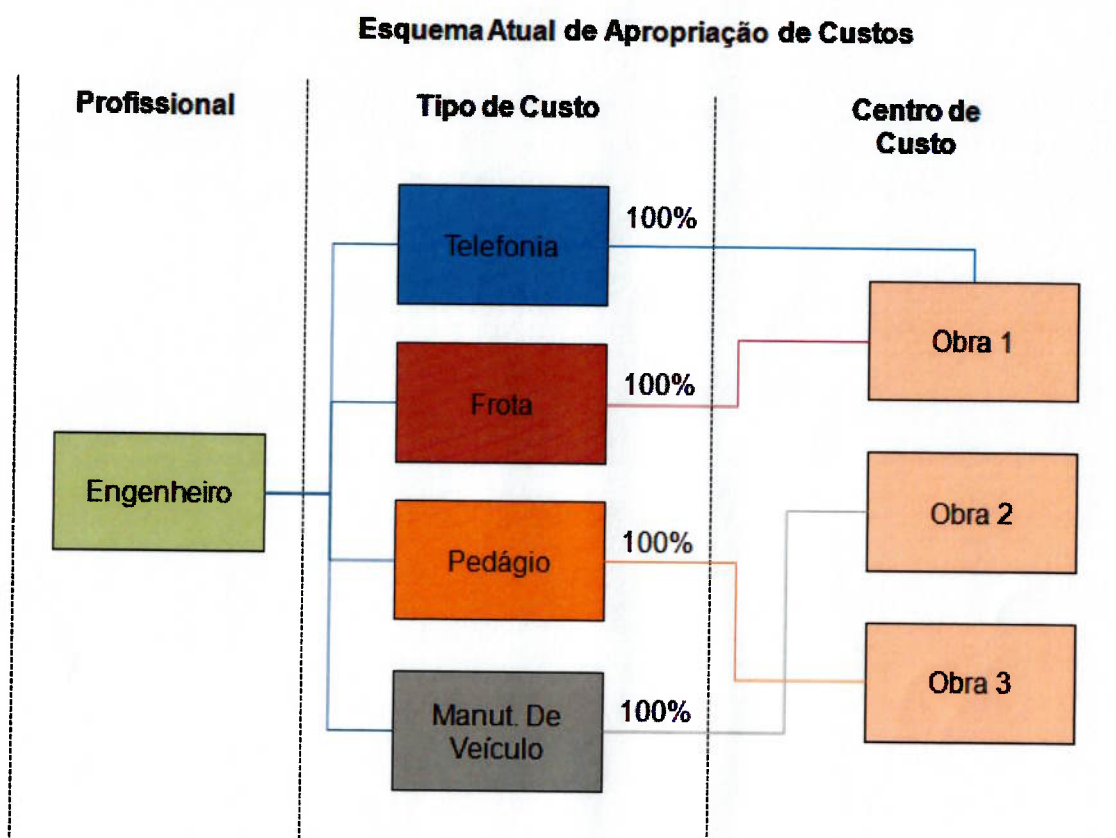 Esquema Atual de Apropriação de Custos
Profissional
Tipo de Custo
Centro de
Custo
Telefonia
100%
Obra 1
Frota
100%
Engenheiro
Obra 2
Pedágio
100%
Obra 3
Manut. De
Veículo
100%